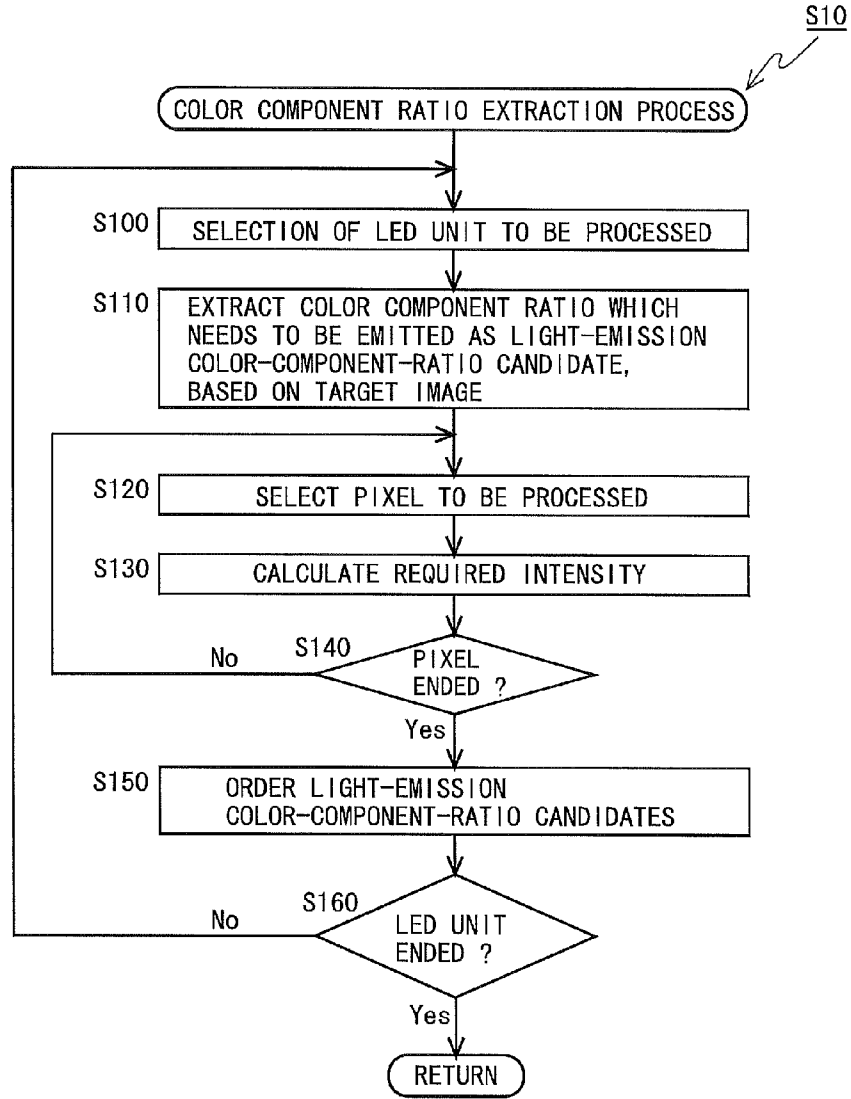 S10
COLOR COMPONENT RATIO EXTRACTION PROCESS
S100
SELECTION OF LED UNIT TO BE PROCESSED
S110
EXTRACT COLOR COMPONENT RATIO WHICH
NEEDS TO BE EMITTED AS LIGHT-EMISSION
COLOR-COMPONENT-RATIO CANDIDATE,
BASED ON TARGET IMAGE
S120
SELECT PIXEL TO BE PROCESSED
S130
CALCULATE REQUIRED INTENSITY
S140
No
PIXEL
ENDED ?
Yes
S150
ORDER LIGHT-EMISSION
COLOR-COMPONENT-RATIO CANDIDATES
S160
No
LED UNIT
ENDED ?
Yes
RETURN